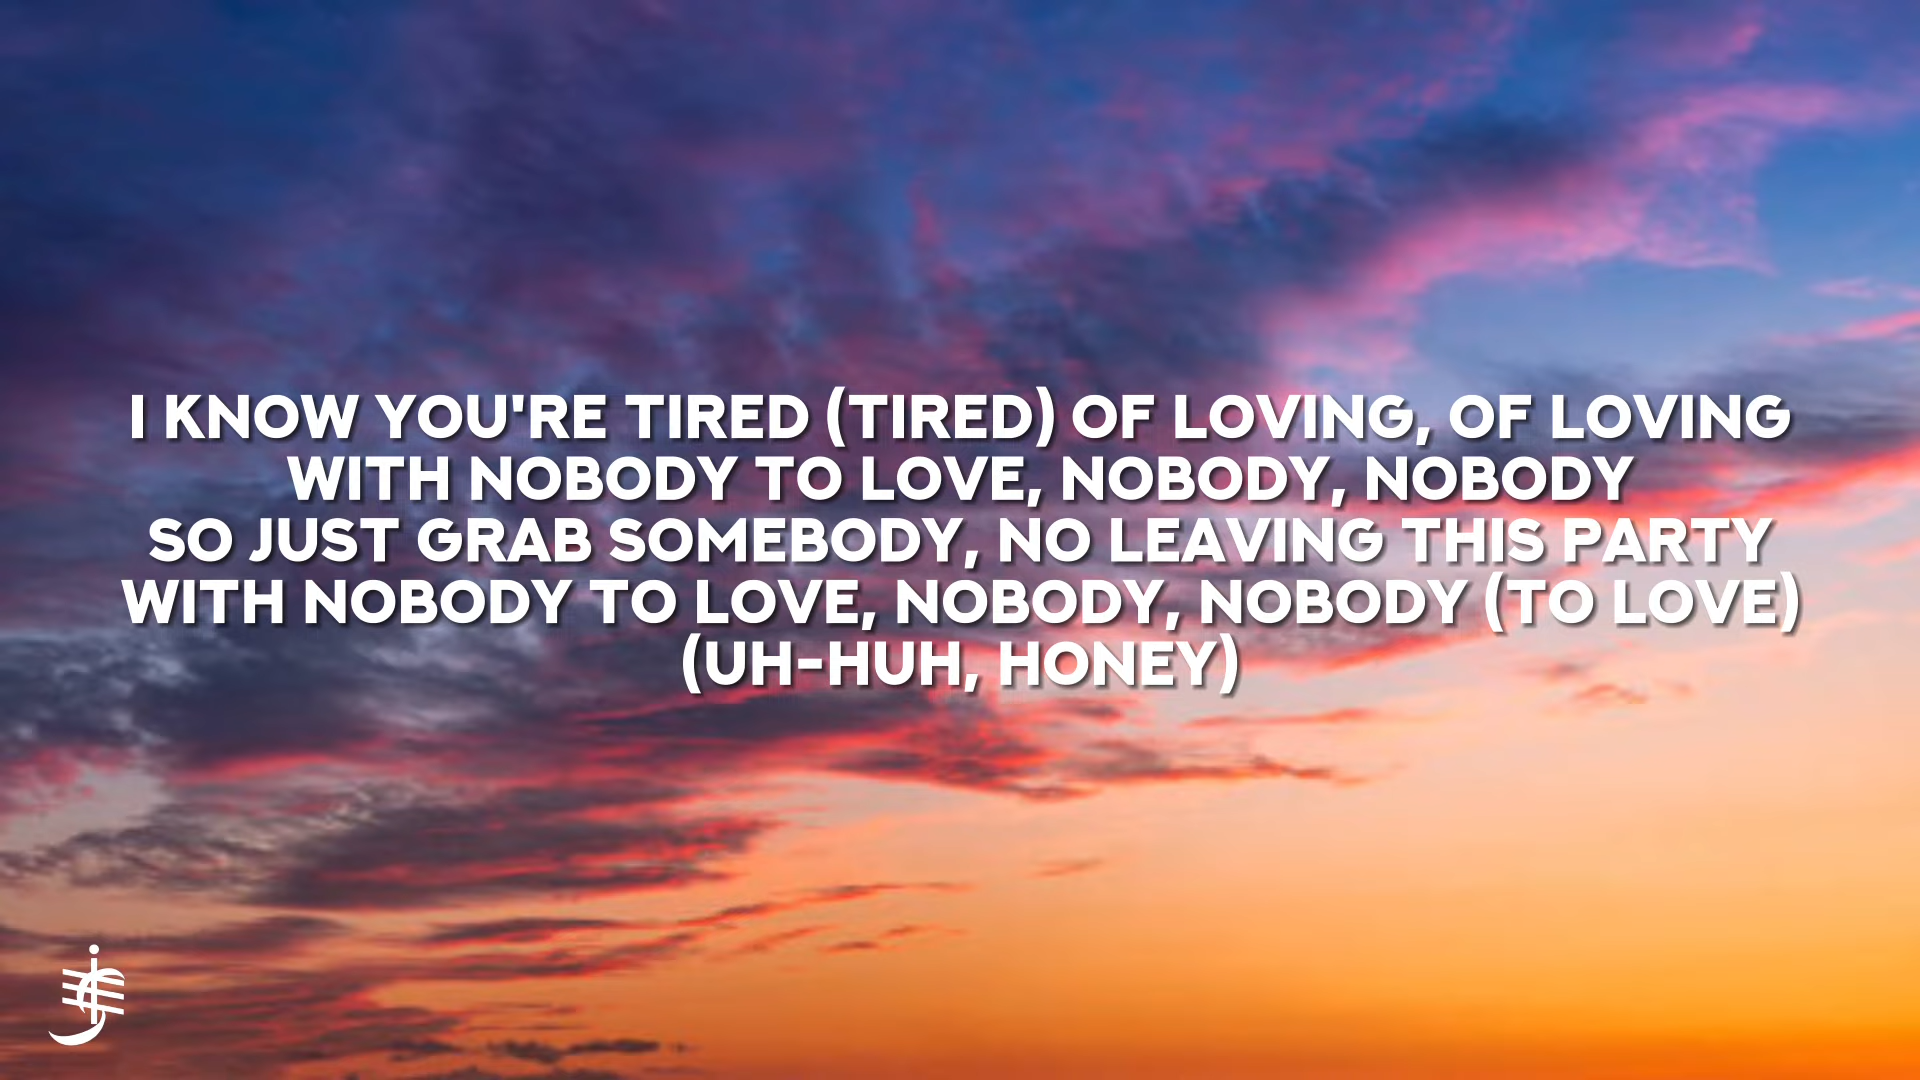 I KNOW YOU'RE TIRED (TIRED) OF LOVING, OF LOVING
WITH NOBODY TO LOVE, NOBODY, NOBODY
SO JUST GRAB SOMEBODY, NO LEAVING THIS PARTY
WITH NOBODY TO LOVE, NOBODY, NOBODY (TO LOVE)
(UH-HUH, HONEY)